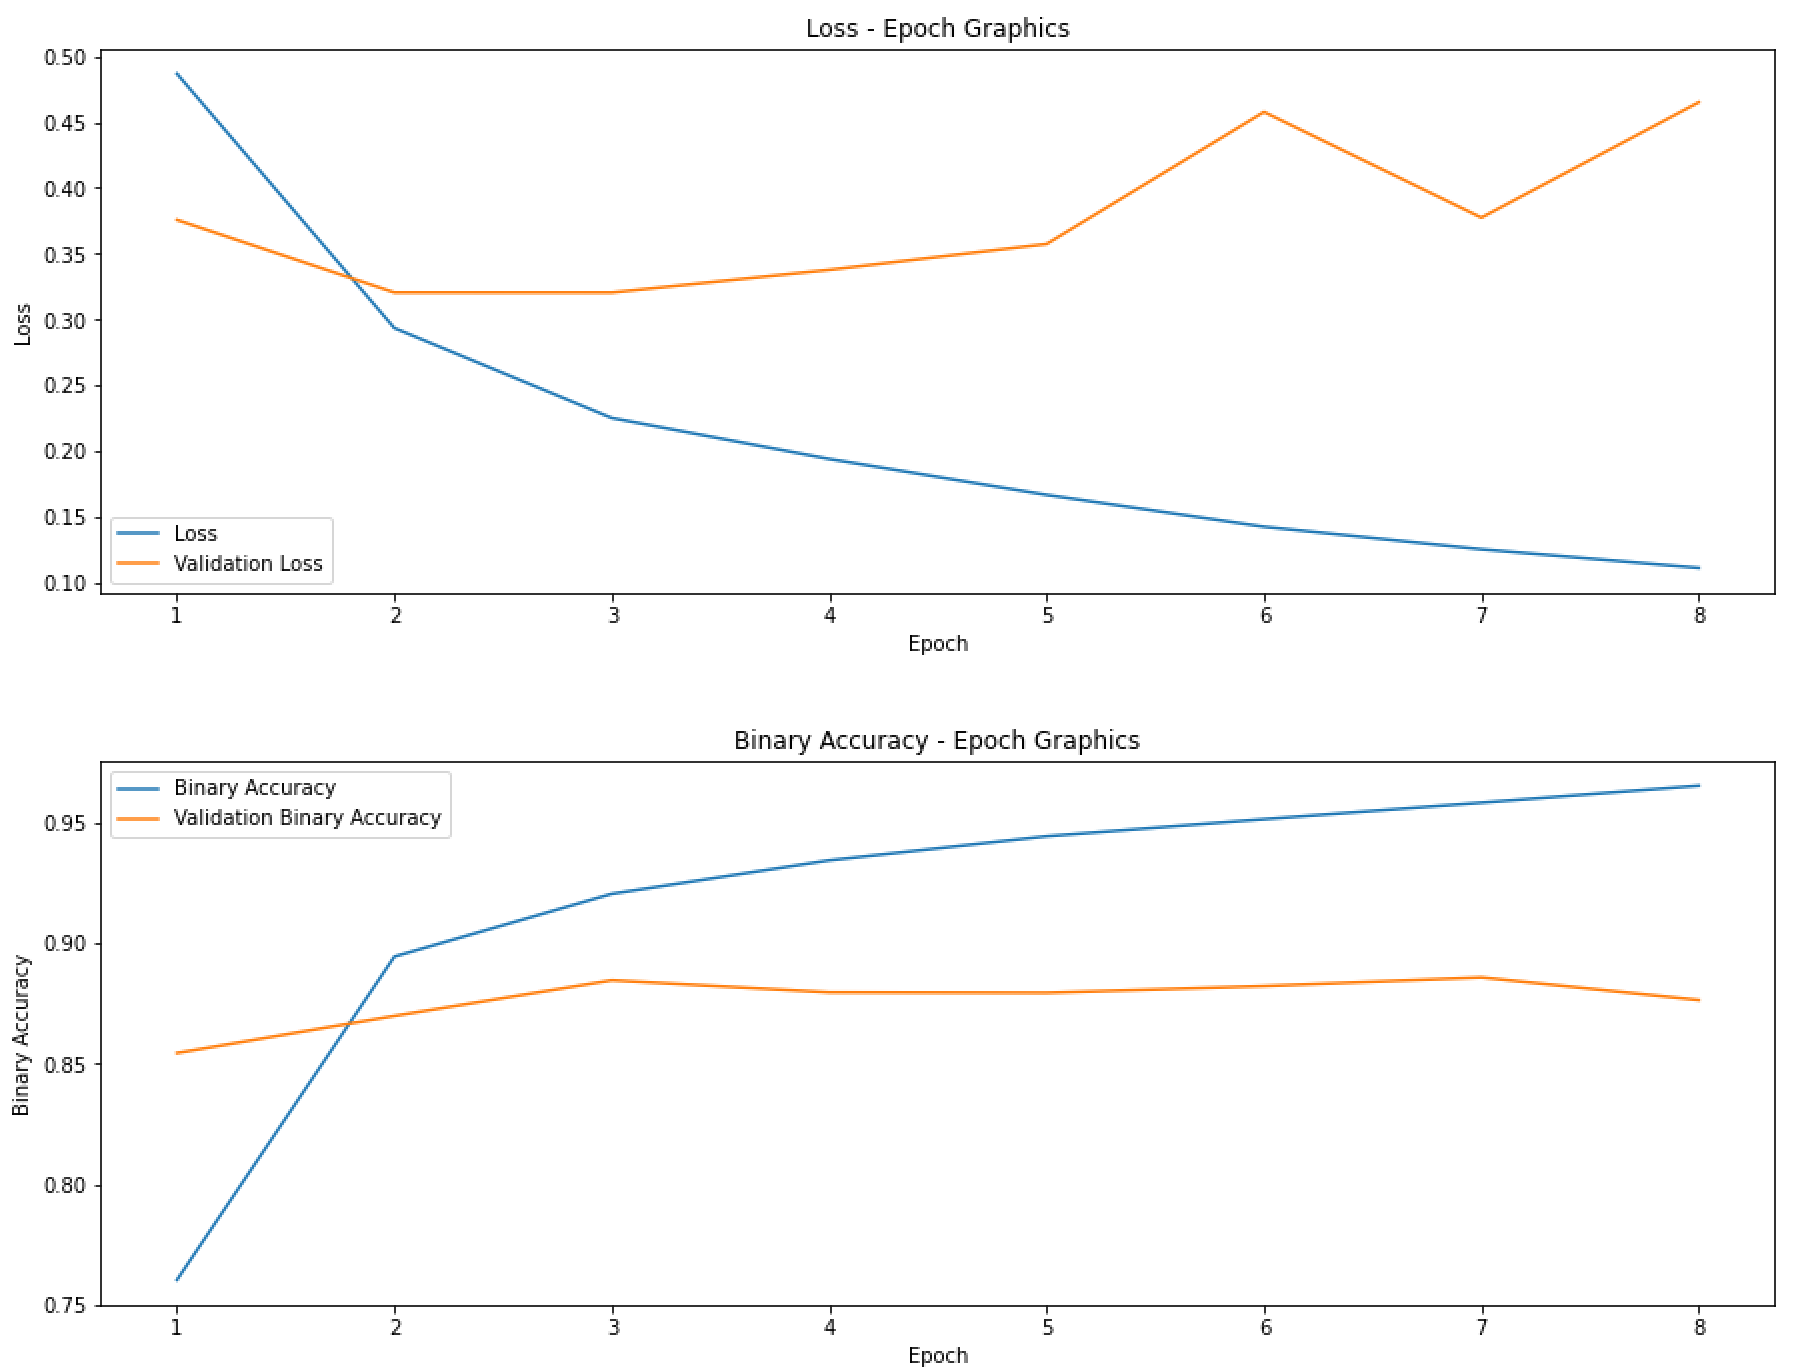 Loss - Epoch Graphics
0.50
0.45
0.40
0.35
0.30
0.25
0.20
0.15
0.10
Loss
Loss
Validation Loss
1 2 3 4 5 6 7 8
Epoch
Binary Accuracy - Epoch Graphics
Binary Accuracy
Validation Binary Accuracy
0.95
0.90
0.85
0.80
0.75
Binary Accuracy
1 2 3 4 5 6 7 8
Epoch